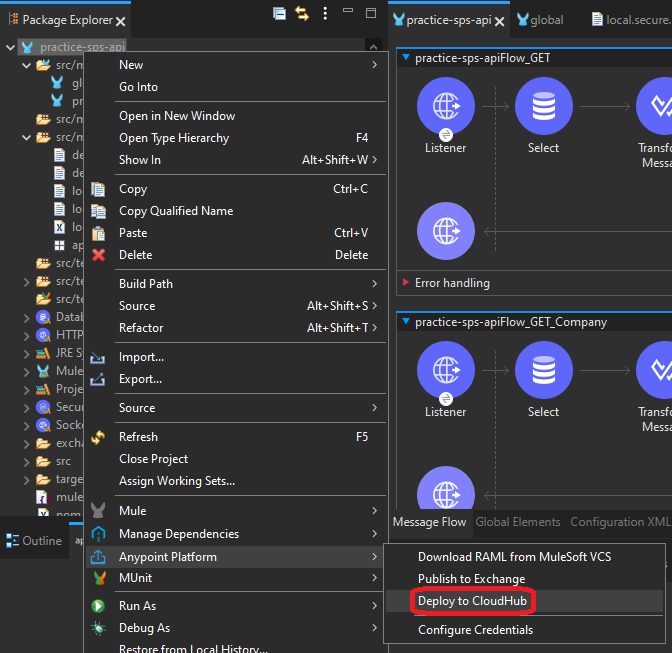 Package Explorer
practice-sps-api
global
local.secure.
practice-sps-api
src/m
gl
pr
src/m
src/m
de
de
lo
lo
lo
ap
src/te
src/te
src/te
Datab
HTTP
JRE Sy
Mule
Proje
Secu
Socke
excha
src
targe
mule
pom
Outline
ap
New
Go Into
Open in New Window
Open Type Hierarchy F4
Show In Alt+Shift+W
Copy Ctrl+C
Copy Qualified Name
Paste Ctrl+V
Delete Delete
Build Path
Source Alt+Shift+S
Refactor Alt+Shift+T
Import...
Export...
Source
Refresh F5
Close Project
Assign Working Sets...
Mule
Manage Dependencies
Anypoint Platform
MUnit
Run As
Debug As
Restore from Local History...
practice-sps-apiFlow_GET
Listener Select Transfo
Messa
Error handling
practice-sps-apiFlow_GET_Company
Listener Select Transfo
Messa
Message Flow Global Elements Configuration XML
Download RAML from MuleSoft VCS
Publish to Exchange
Deploy to CloudHub
Configure Credentials